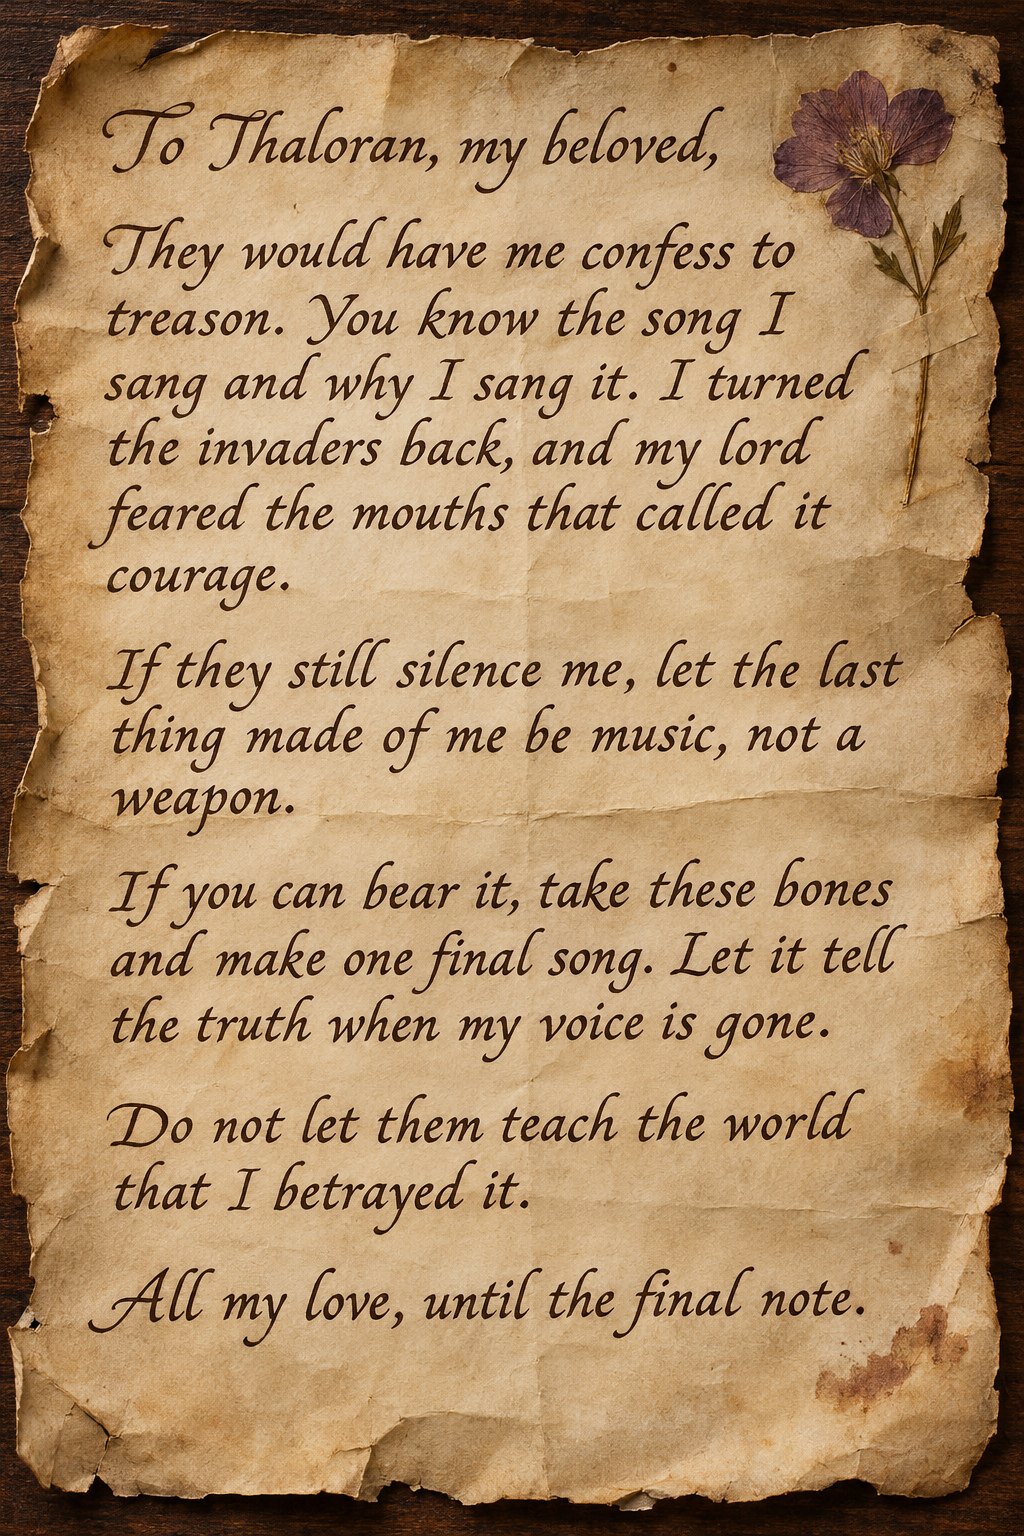 To Thaloran, my beloved,
They would have me confess to
treason. You know the song I
sang and why I sang it. I turned
the invaders back, and my lord
feared the mouths that called it
courage.
If they still silence me, let the last
thing made of me be music, not a
weapon.
If you can bear it, take these bones
and make one final song. Let it tell
the truth when my voice is gone.
Do not let them teach the world
that I betrayed it.
All my love, until the final note.